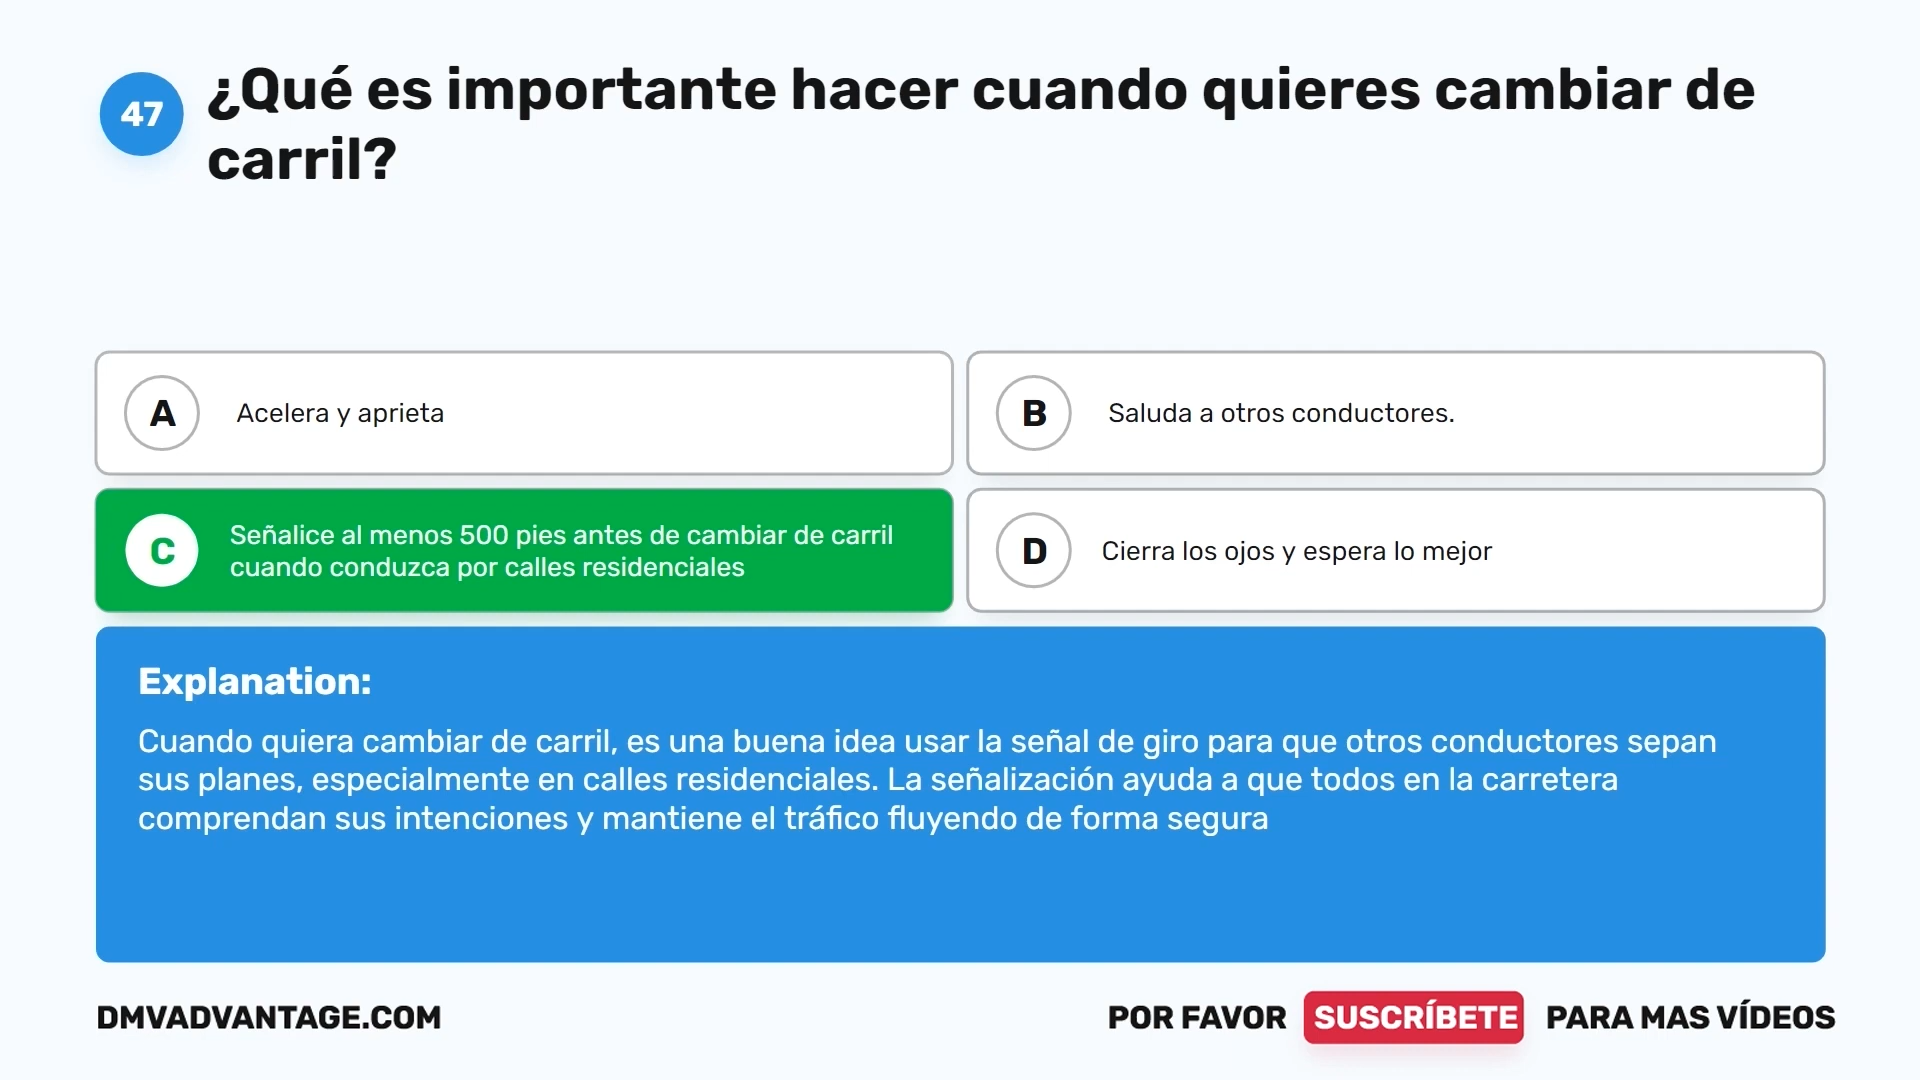 47
¿Qué es importante hacer cuando quieres cambiar de
carril?
A
Acelera y aprieta
B
Saluda a otros conductores.
C
Señalice al menos 500 pies antes de cambiar de carril
cuando conduzca por calles residenciales
D
Cierra los ojos y espera lo mejor
Explanation:
Cuando quiera cambiar de carril, es una buena idea usar la señal de giro para que otros conductores sepan
sus planes, especialmente en calles residenciales. La señalización ayuda a que todos en la carretera
comprendan sus intenciones y mantiene el tráfico fluyendo de forma segura
DMVADVANTAGE.COM
POR FAVOR SUSCRÍBETE PARA MAS VÍDEOS